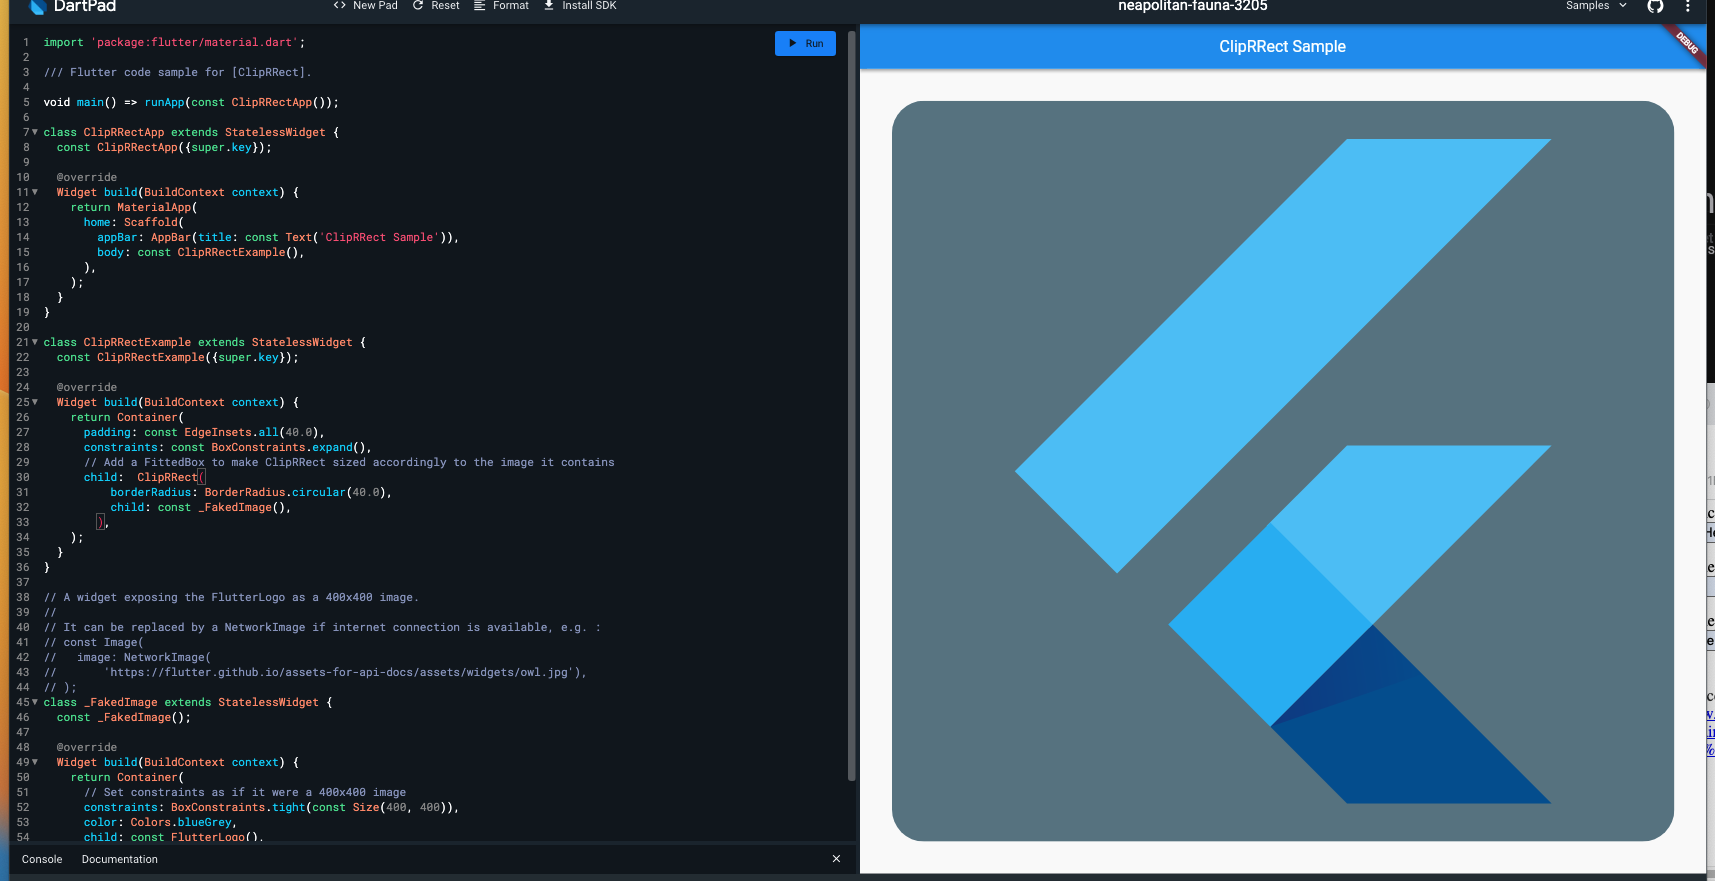 DartPad
New Pad
Reset
Format
Install SDK
neapolitan-fauna-3205
Samples
1 import 'package:flutter/material.dart';
2
3 /// Flutter code sample for [ClipRRect].
4
5 void main() => runApp(const ClipRRectApp());
6
7 class ClipRRectApp extends StatelessWidget {
8   const ClipRRectApp({super.key});
9
10   @override
11   Widget build(BuildContext context) {
12     return MaterialApp(
13       home: Scaffold(
14         appBar: AppBar(title: const Text('ClipRRect Sample')),
15         body: const ClipRRectExample(),
16       ),
17     );
18   }
19 }
20
21 class ClipRRectExample extends StatelessWidget {
22   const ClipRRectExample({super.key});
23
24   @override
25   Widget build(BuildContext context) {
26     return Container(
27       padding: const EdgeInsets.all(40.0),
28       constraints: const BoxConstraints.expand(),
29       // Add a FittedBox to make ClipRRect sized accordingly to the image it contains
30       child:  ClipRRect(
31           borderRadius: BorderRadius.circular(40.0),
32           child: const _FakedImage(),
33         ),
34     );
35   }
36 }
37
38 // A widget exposing the FlutterLogo as a 400x400 image.
39 //
40 // It can be replaced by a NetworkImage if internet connection is available, e.g. :
41 // const Image(
42 //   image: NetworkImage(
43 //       'https://flutter.github.io/assets-for-api-docs/assets/widgets/owl.jpg'),
44 // );
45 class _FakedImage extends StatelessWidget {
46   const _FakedImage();
47
48   @override
49   Widget build(BuildContext context) {
50     return Container(
51       // Set constraints as if it were a 400x400 image
52       constraints: BoxConstraints.tight(const Size(400, 400)),
53       color: Colors.blueGrey,
54       child: const FlutterLogo(),
Run
Console
Documentation
ClipRRect Sample
DEBUG